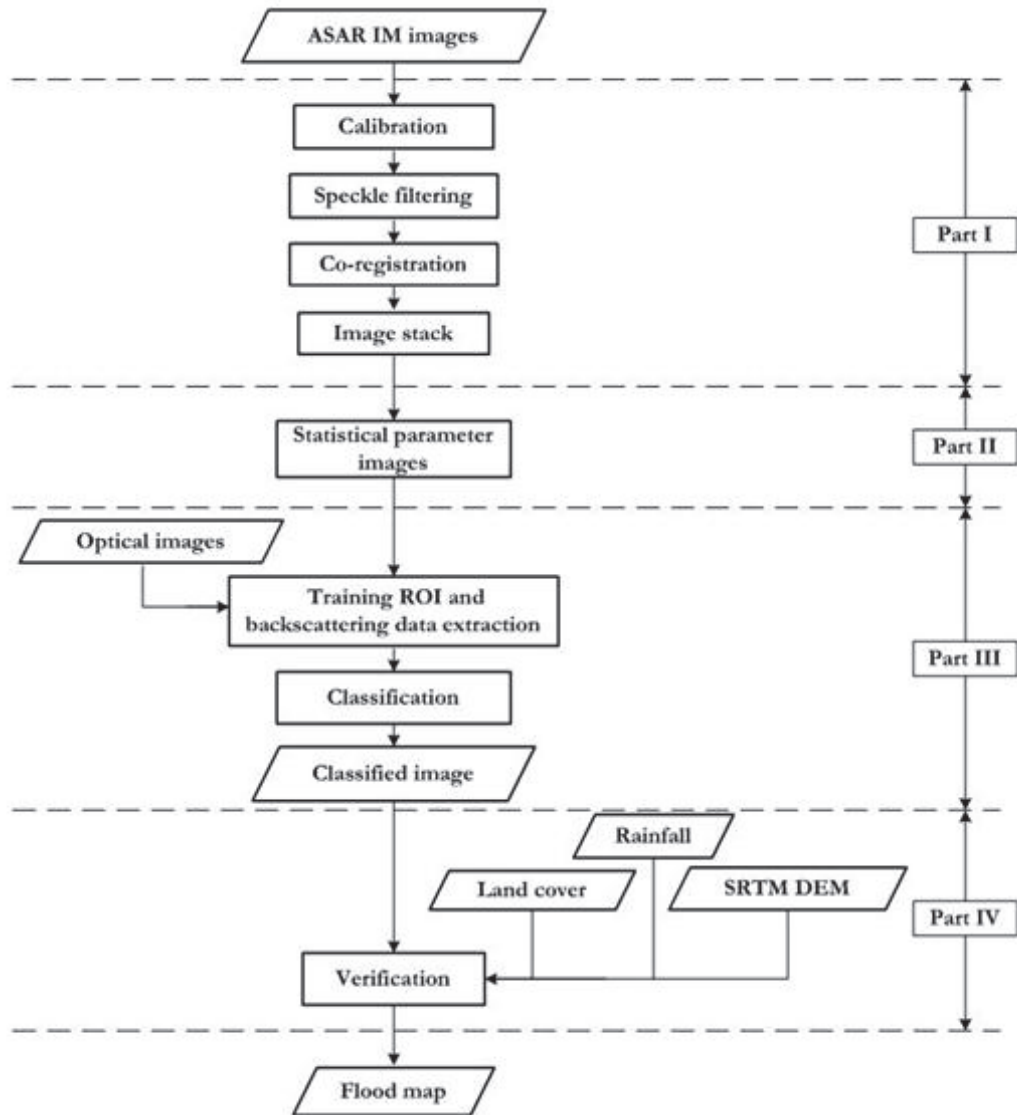 ASAR IM images
Calibration
Speckle filtering
Co-registration
Image stack
Part I
Statistical parameter
images
Part II
Optical images
Training ROI and
backscattering data extraction
Classification
Classified image
Part III
Rainfall
Land cover
SRTM DEM
Verification
Part IV
Flood map